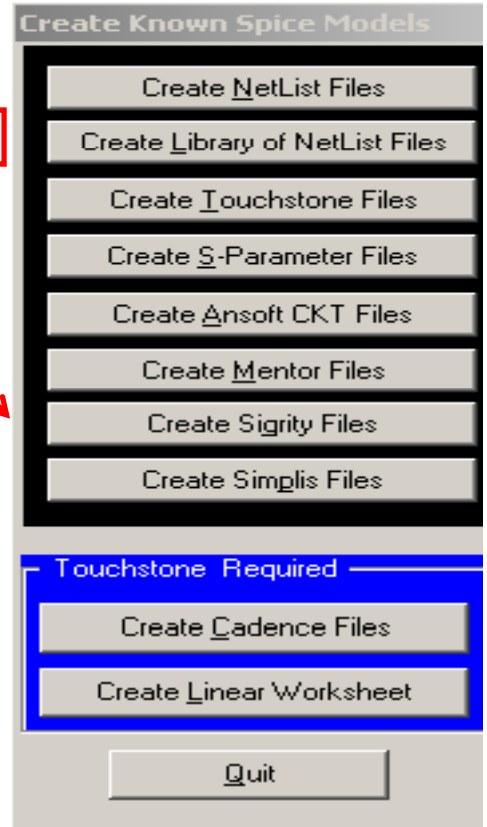 Create Known Spice Models
Create NetList Files
Create Library of NetList Files
Create Touchstone Files
Create S-Parameter Files
Create Ansoft CKT Files
Create Mentor Files
Create Sigrity Files
Create Simplis Files
Touchstone Required
Create Cadence Files
Create Linear Worksheet
Quit